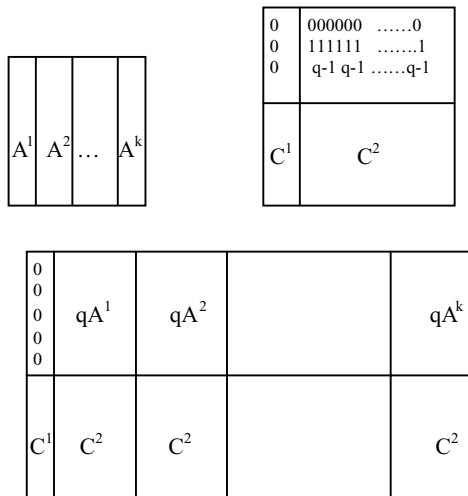 A¹ A² ... Aᵏ
0 000000 ......0
0 111111 .......1
0 q-1 q-1 ......q-1
C¹ C²
0
0
0
0
0
qA¹ qA² qAᵏ
C¹ C² C² C²